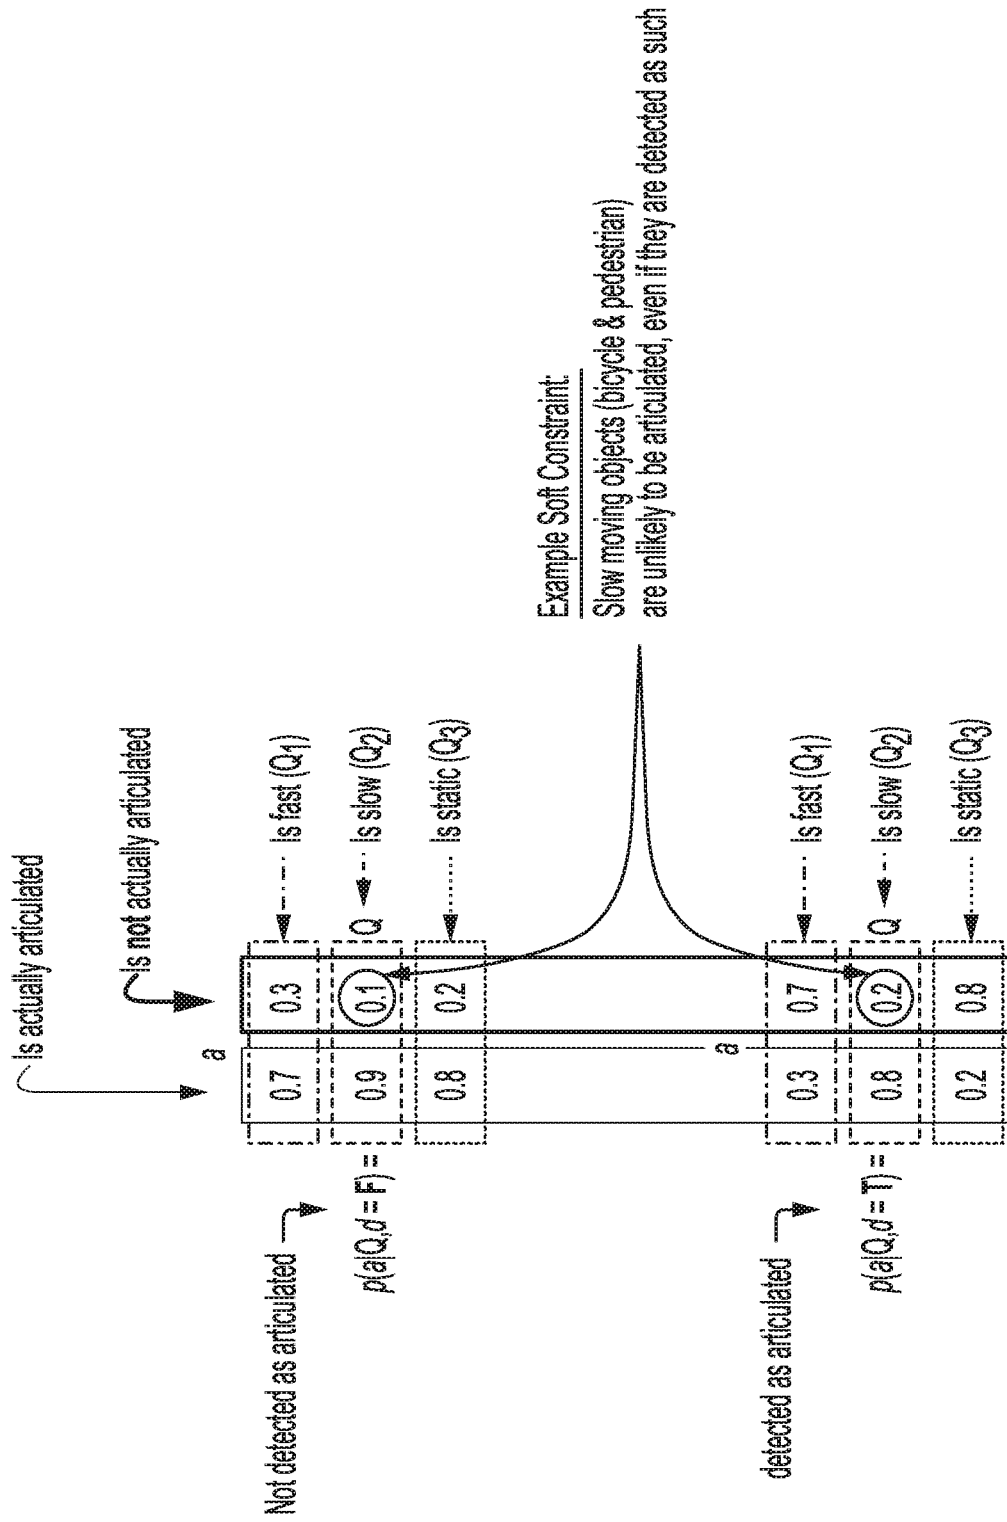 Is actually articulated
Is not actually articulated
a
Not detected as articulated
p(a|Q,d = F) =
0.7 0.3
0.9 0.1
0.8 0.2
Is fast (Q1)
Q Is slow (Q2)
Is static (Q3)
Example Soft Constraint:
Slow moving objects (bicycle & pedestrian)
are unlikely to be articulated, even if they are detected as such
a
detected as articulated
p(a|Q,d = T) =
0.3 0.7
0.8 0.2
0.2 0.8
Is fast (Q1)
Q Is slow (Q2)
Is static (Q3)